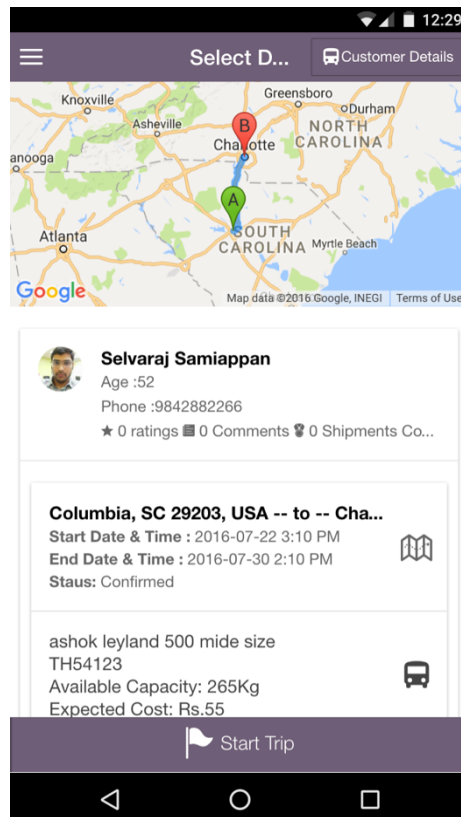 12:29
Select D...
Customer Details
Knoxville
Greensboro
Durham
Asheville
NORTH
CAROLINA
B
Charlotte
anooga
A
Atlanta
SOUTH
CAROLINA
Myrtle Beach
Google
Map data ©2016 Google, INEGI
Terms of Use
Selvaraj Samiappan
Age :52
Phone :9842882266
0 ratings 0 Comments 0 Shipments Co...
Columbia, SC 29203, USA -- to -- Cha...
Start Date & Time : 2016-07-22 3:10 PM
End Date & Time : 2016-07-30 2:10 PM
Staus: Confirmed
ashok leyland 500 mide size
TH54123
Available Capacity: 265Kg
Expected Cost: Rs.55
Start Trip